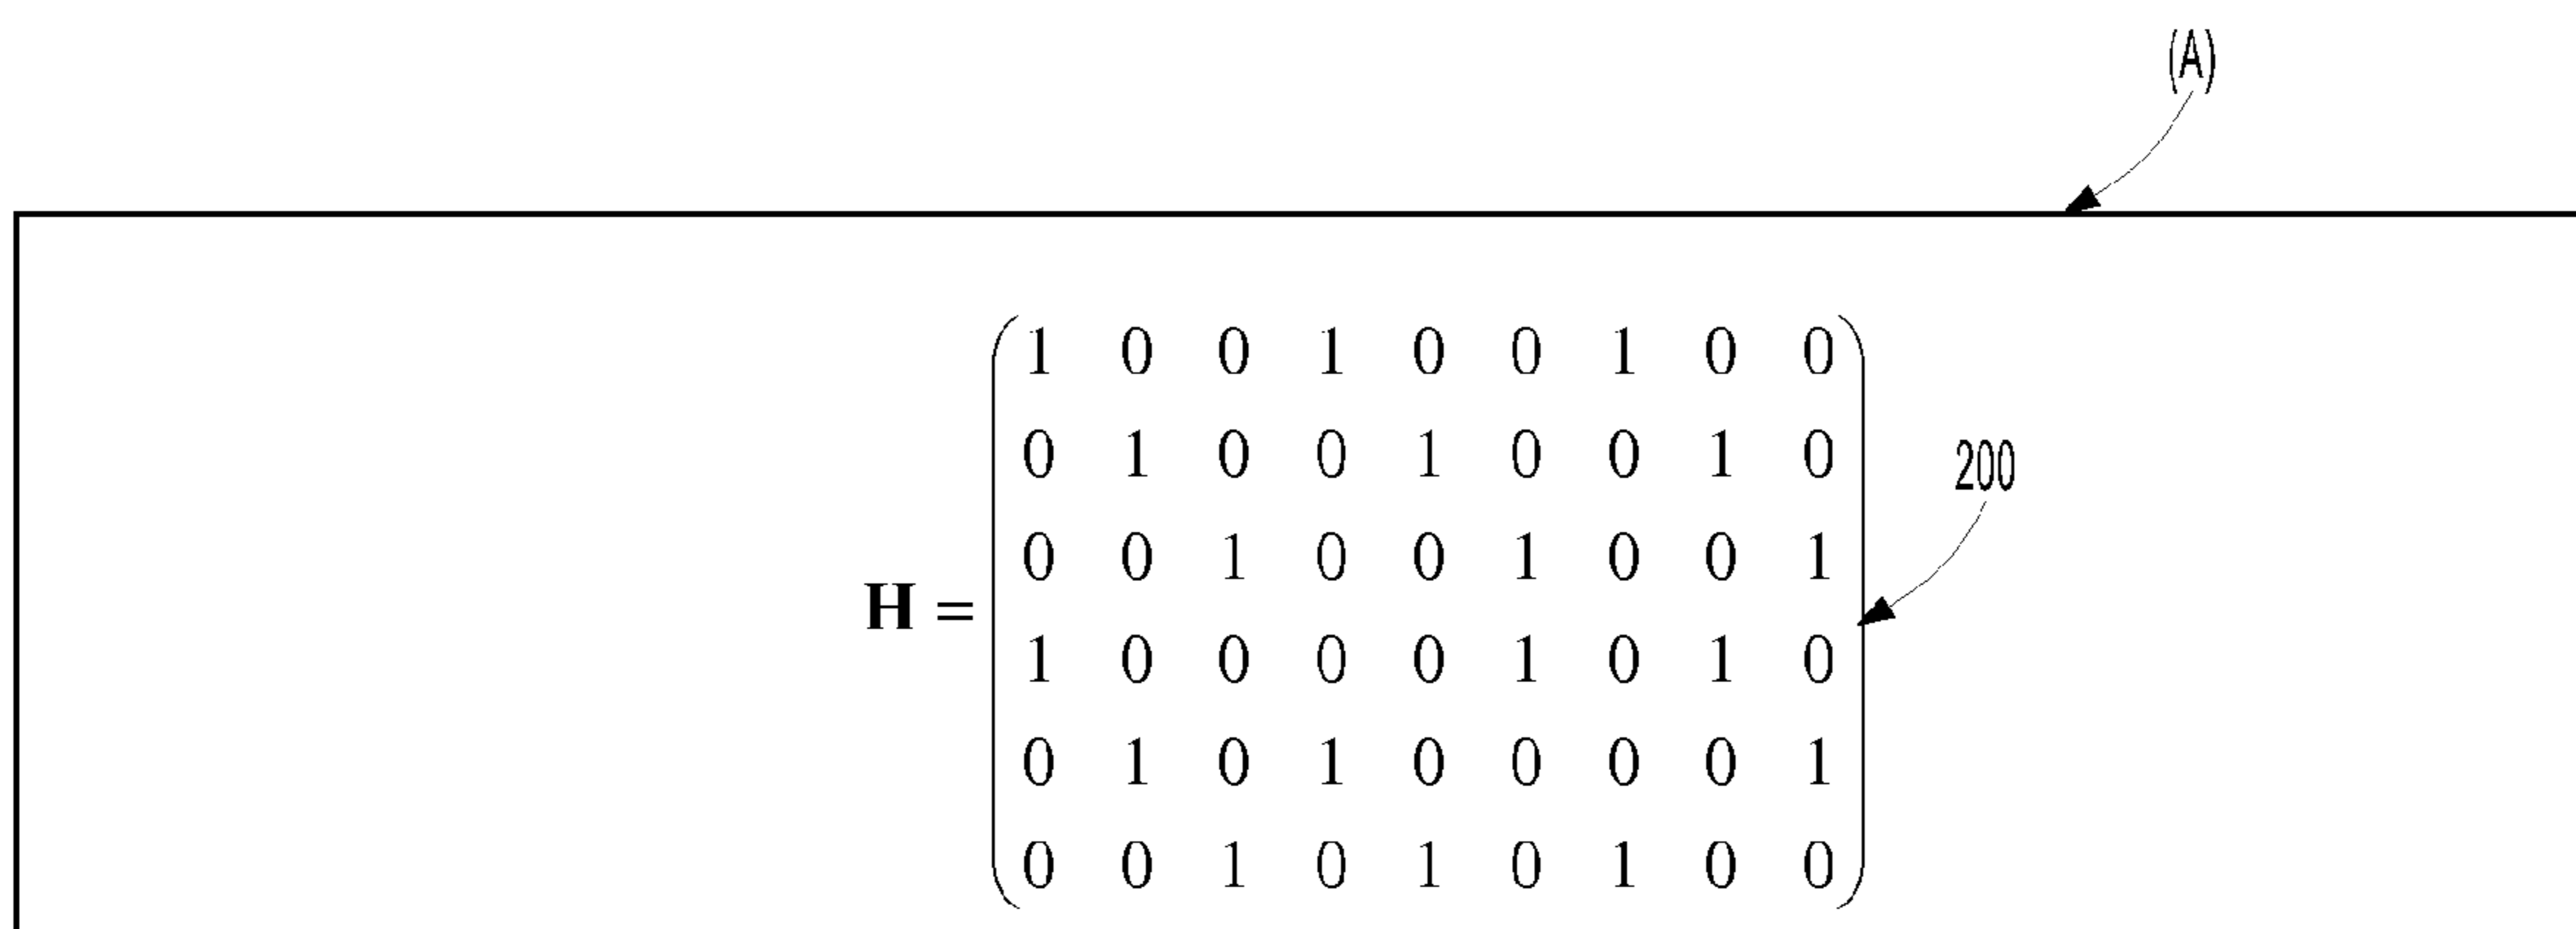 (A)
1 0 0 1 0 0 1 0 0
0 1 0 0 1 0 0 1 0
200
0 0 1 0 0 1 0 0 1
H =
1 0 0 0 0 1 0 1 0
0 1 0 1 0 0 0 0 1
0 0 1 0 1 0 1 0 0